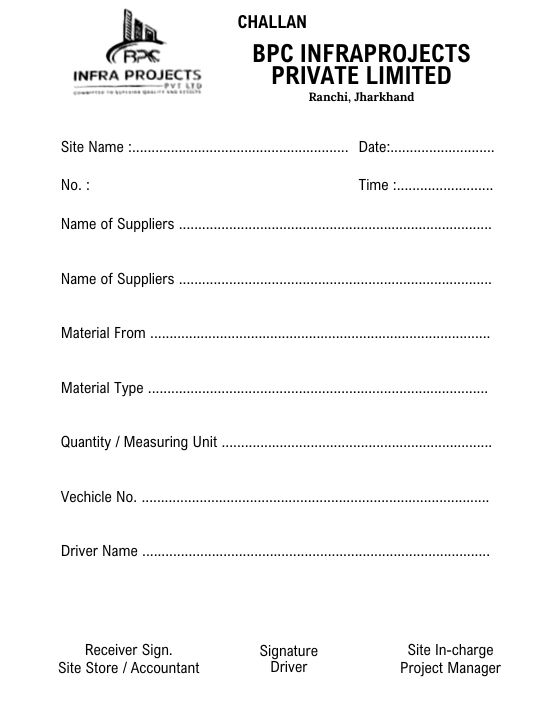 CHALLAN
BPC
INFRA PROJECTS
PVT LTD
COMMITTED TO SUPERIOR QUALITY AND RESULTS
BPC INFRAPROJECTS
PRIVATE LIMITED
Ranchi, Jharkhand
Site Name :........................................................ Date:...........................
No. : Time :.........................
Name of Suppliers .................................................................................
Name of Suppliers .................................................................................
Material From ........................................................................................
Material Type ........................................................................................
Quantity / Measuring Unit ......................................................................
Vechicle No. ..........................................................................................
Driver Name ..........................................................................................
Receiver Sign. Signature Site In-charge
Site Store / Accountant Driver Project Manager